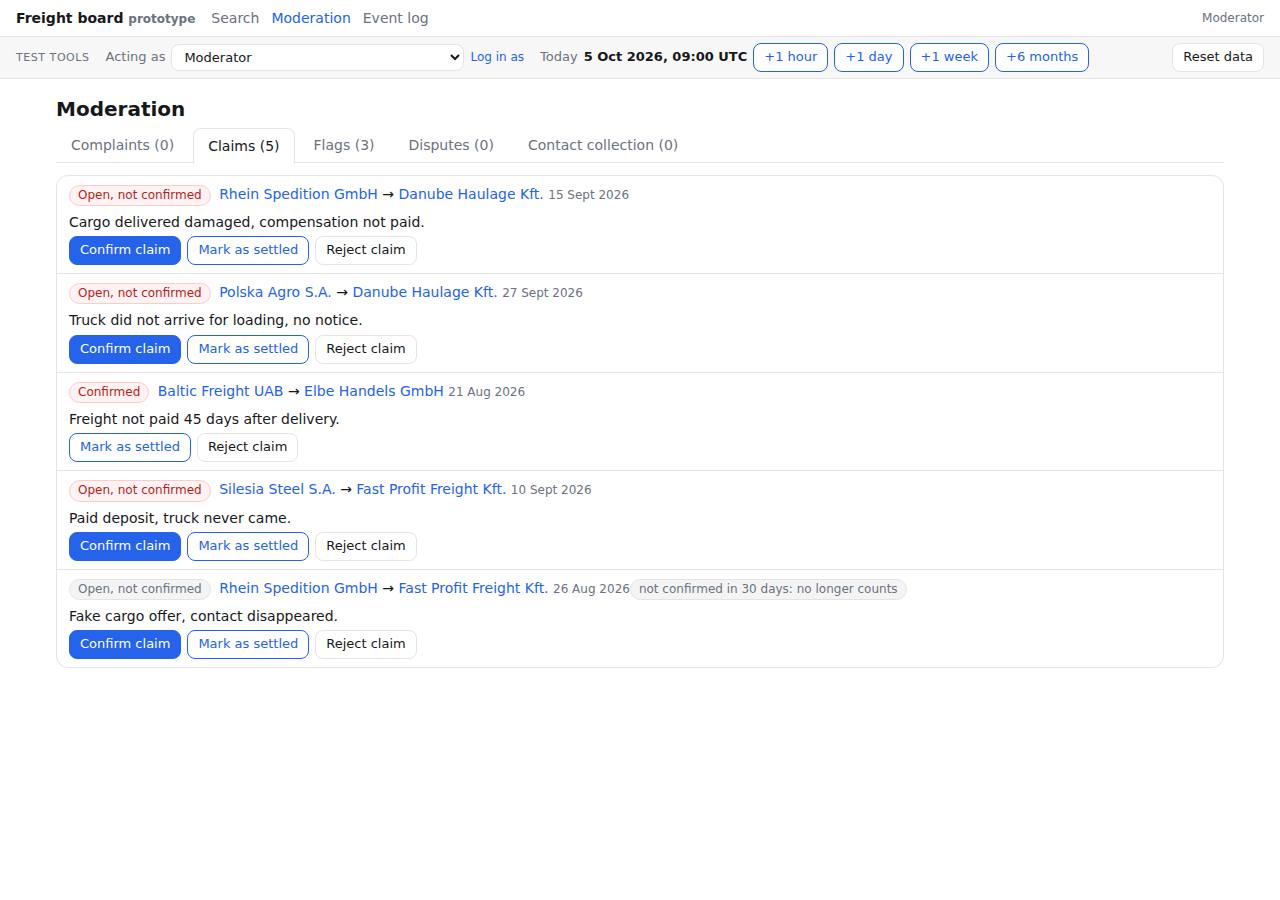 Freight board prototype Search Moderation Event log Moderator
TEST TOOLS Acting as Moderator Log in as Today 5 Oct 2026, 09:00 UTC +1 hour +1 day +1 week +6 months Reset data
Moderation
Complaints (0) Claims (5) Flags (3) Disputes (0) Contact collection (0)
Open, not confirmed Rhein Spedition GmbH → Danube Haulage Kft. 15 Sept 2026
Cargo delivered damaged, compensation not paid.
Confirm claim Mark as settled Reject claim
Open, not confirmed Polska Agro S.A. → Danube Haulage Kft. 27 Sept 2026
Truck did not arrive for loading, no notice.
Confirm claim Mark as settled Reject claim
Confirmed Baltic Freight UAB → Elbe Handels GmbH 21 Aug 2026
Freight not paid 45 days after delivery.
Mark as settled Reject claim
Open, not confirmed Silesia Steel S.A. → Fast Profit Freight Kft. 10 Sept 2026
Paid deposit, truck never came.
Confirm claim Mark as settled Reject claim
Open, not confirmed Rhein Spedition GmbH → Fast Profit Freight Kft. 26 Aug 2026 not confirmed in 30 days: no longer counts
Fake cargo offer, contact disappeared.
Confirm claim Mark as settled Reject claim